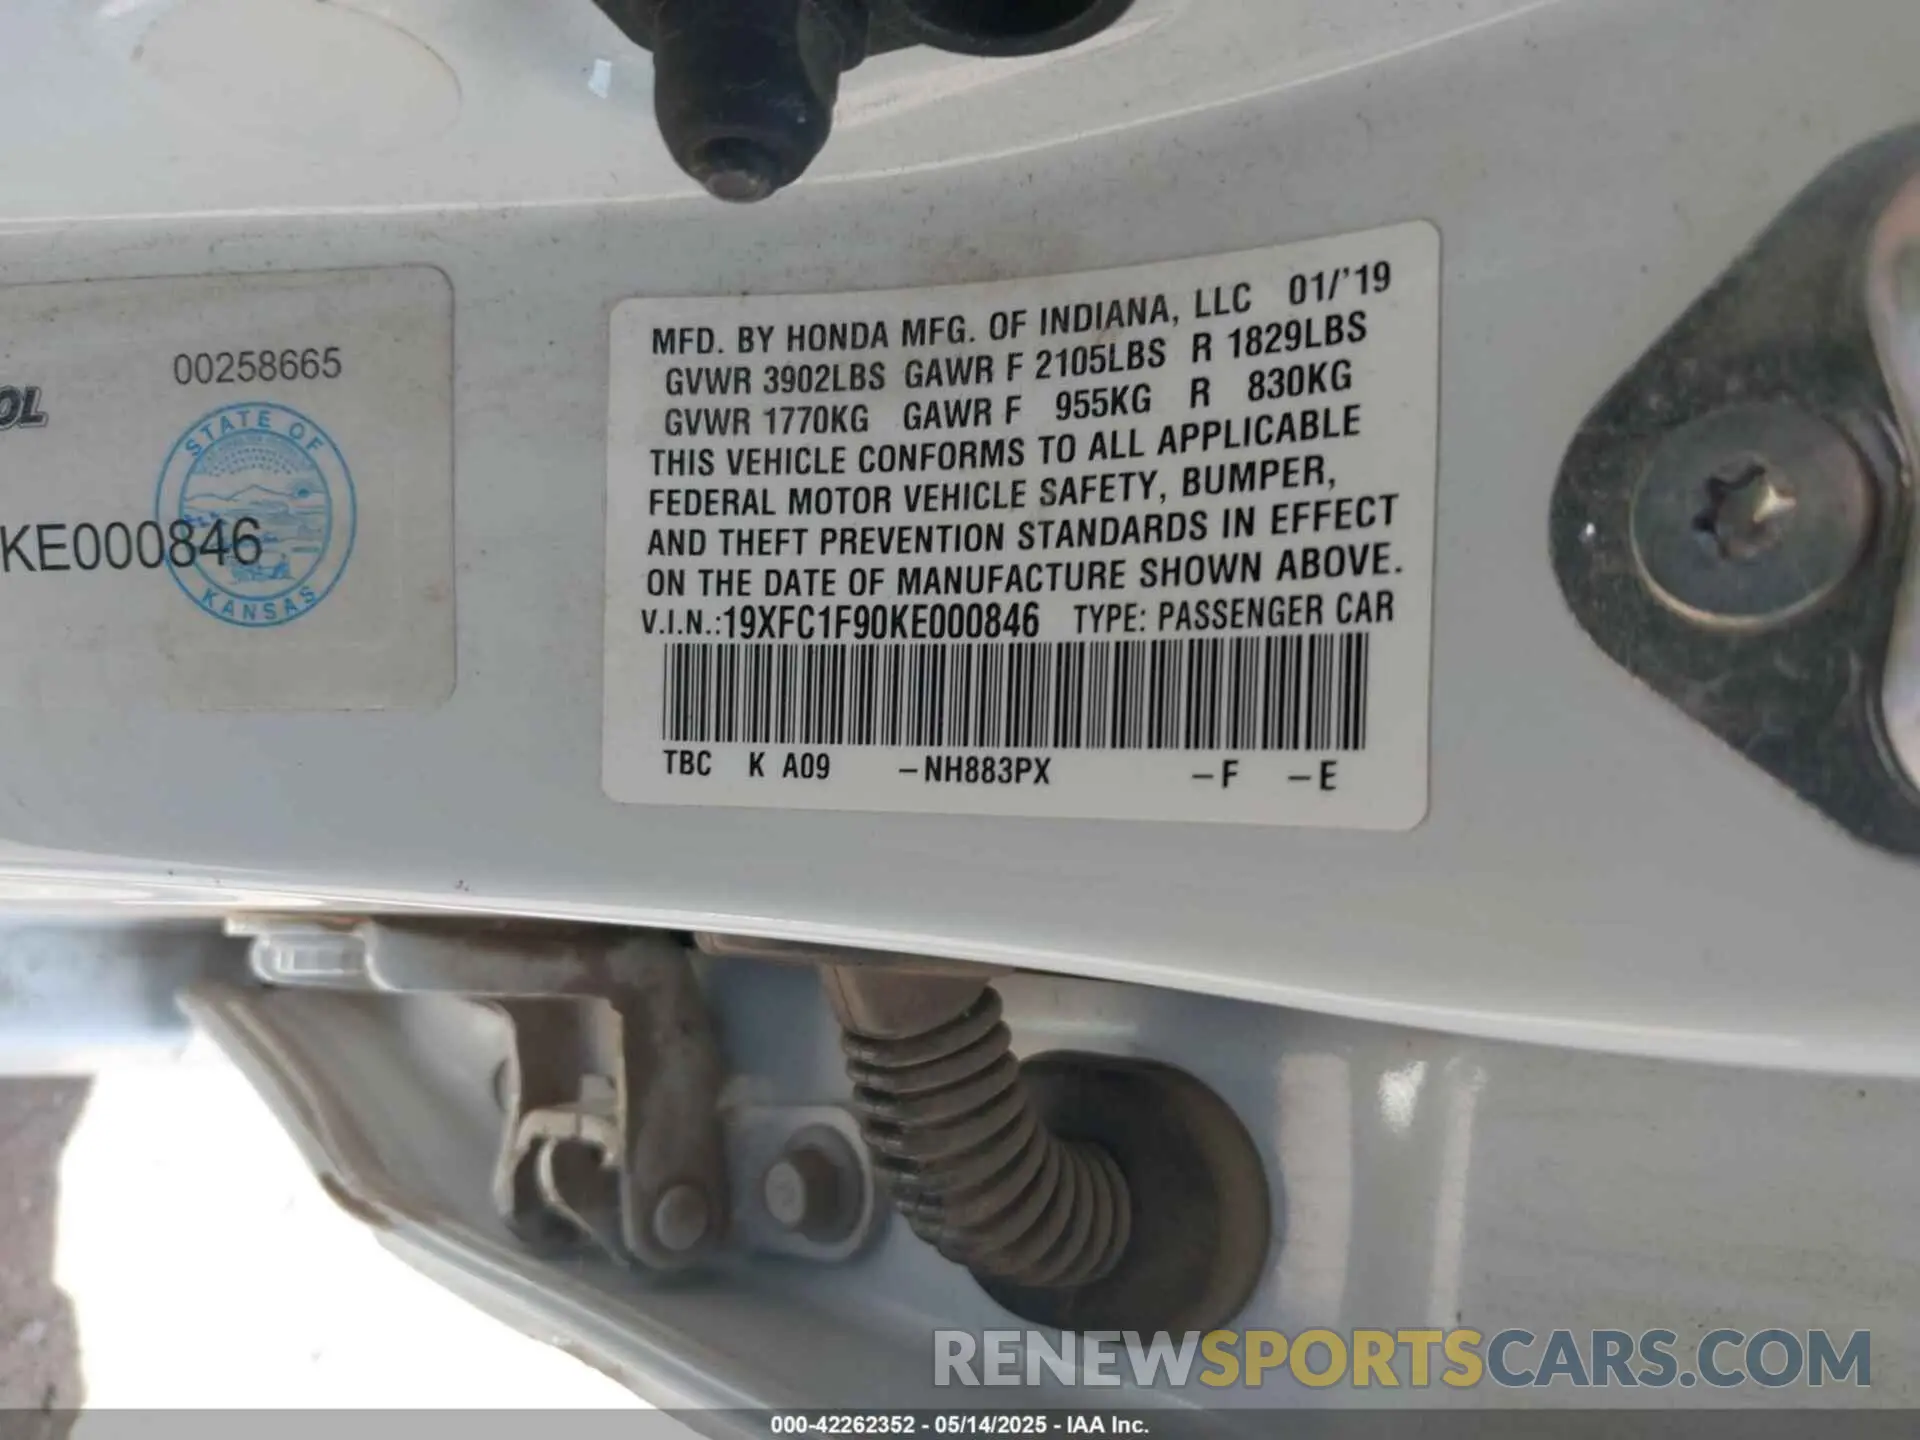 OL
00258665
STATE OF
KANSAS
KE000846
MFD. BY HONDA MFG. OF INDIANA, LLC 01/'19
GVWR 3902LBS GAWR F 2105LBS R 1829LBS
GVWR 1770KG GAWR F 955KG R 830KG
THIS VEHICLE CONFORMS TO ALL APPLICABLE
FEDERAL MOTOR VEHICLE SAFETY, BUMPER,
AND THEFT PREVENTION STANDARDS IN EFFECT
ON THE DATE OF MANUFACTURE SHOWN ABOVE.
V.I.N.:19XFC1F90KE000846 TYPE: PASSENGER CAR
TBC K A09 -NH883PX -F -E
RENEWSPORTSCARS.COM
000-42262352 - 05/14/2025 - IAA Inc.